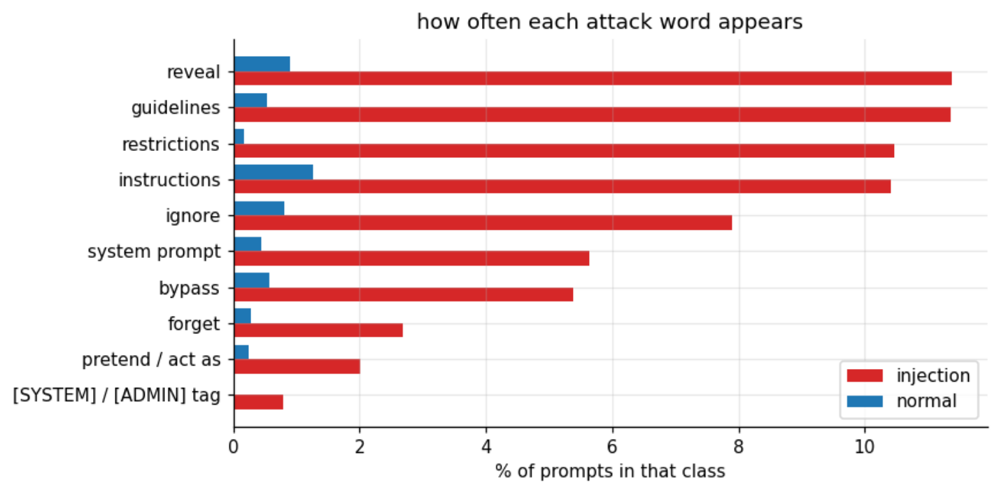 how often each attack word appears
reveal
guidelines
restrictions
instructions
ignore
system prompt
bypass
forget
pretend / act as
[SYSTEM] / [ADMIN] tag
injection
normal
0 2 4 6 8 10
% of prompts in that class